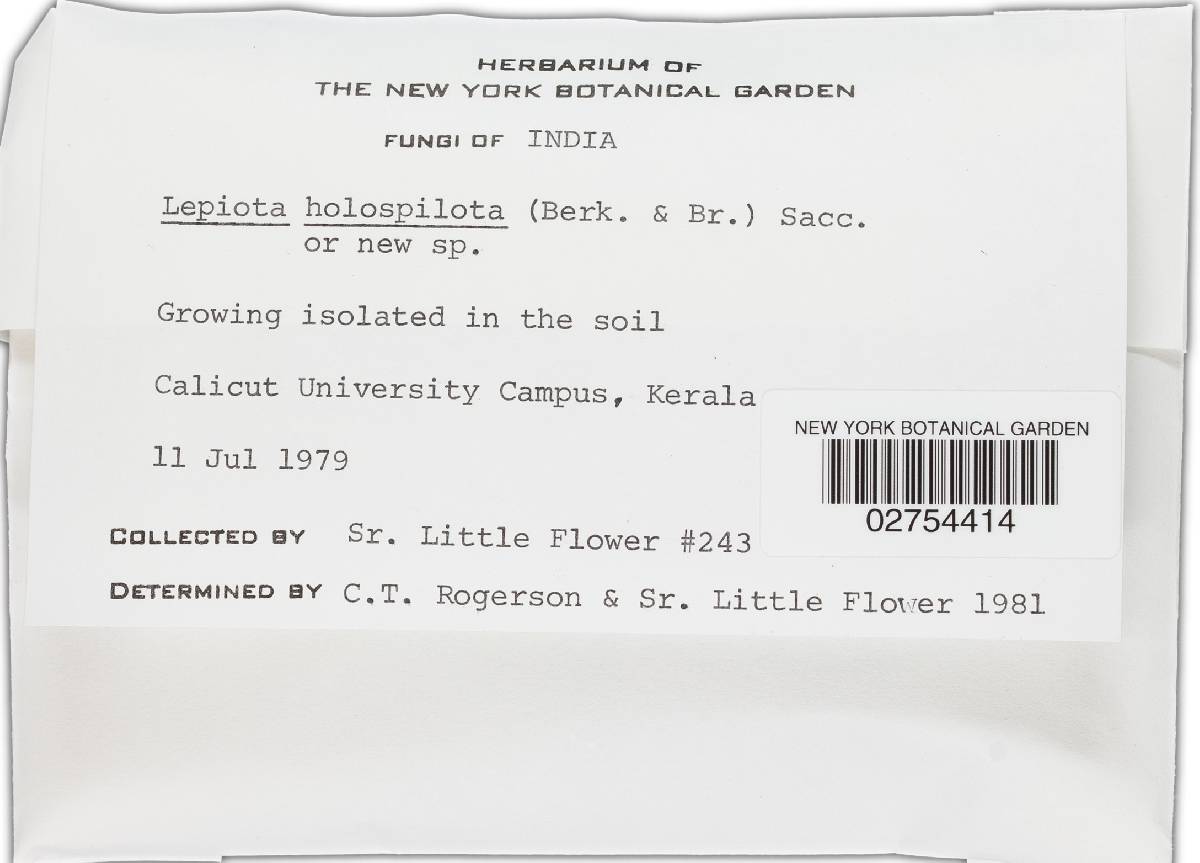 HERBARIUM OF
THE NEW YORK BOTANICAL GARDEN
FUNGI OF INDIA
Lepiota holospilota (Berk. & Br.) Sacc.
or new sp.
Growing isolated in the soil
Calicut University Campus, Kerala
11 Jul 1979
NEW YORK BOTANICAL GARDEN
02754414
COLLECTED BY Sr. Little Flower #243
DETERMINED BY C.T. Rogerson & Sr. Little Flower 1981